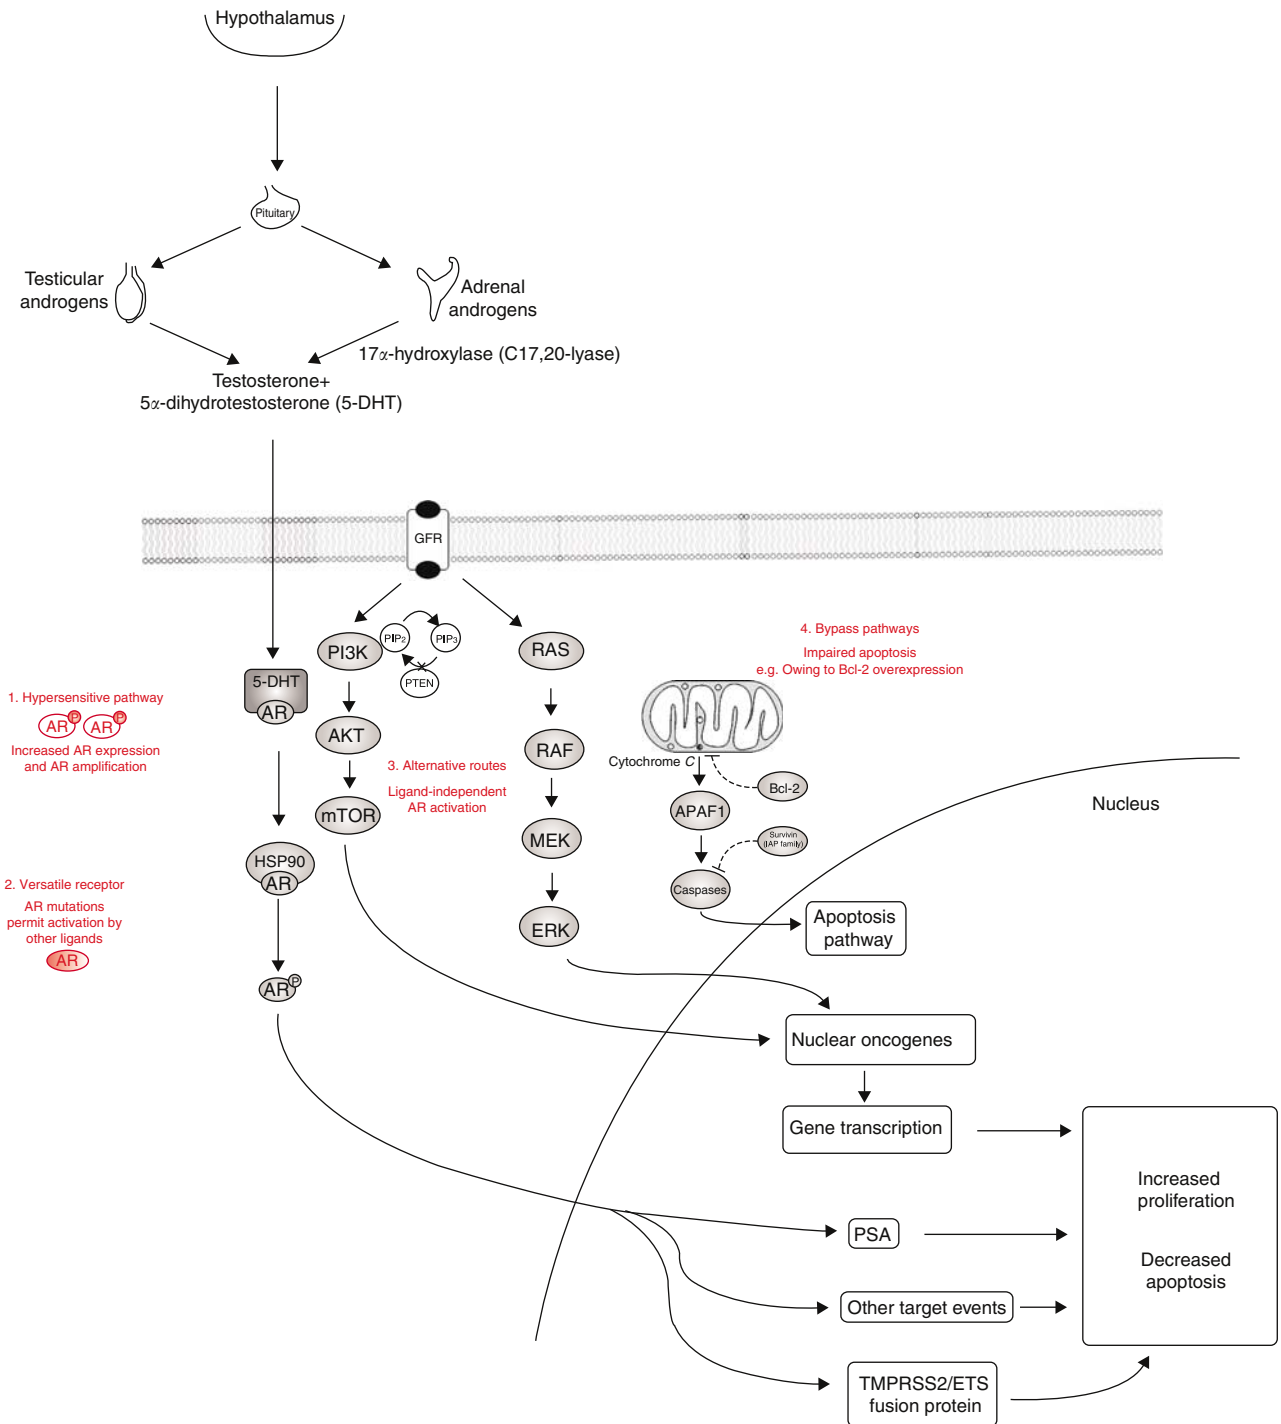 Hypothalamus
Pituitary
Testicular
androgens
Adrenal
androgens
17α-hydroxylase (C17,20-lyase)
Testosterone+
5α-dihydrotestosterone (5-DHT)
GFR
PI3K
PIP2
PIP3
PTEN
RAS
4. Bypass pathways
Impaired apoptosis
e.g. Owing to Bcl-2 overexpression
5-DHT
AR
1. Hypersensitive pathway
AR P AR P
Increased AR expression
and AR amplification
AKT
RAF
3. Alternative routes
Ligand-independent
AR activation
mTOR
MEK
ERK
Cytochrome C
Bcl-2
APAF1
Survivin
(IAP family)
Caspases
Apoptosis
pathway
Nucleus
HSP90
AR
2. Versatile receptor
AR mutations
permit activation by
other ligands
AR
AR P
Nuclear oncogenes
Gene transcription
PSA
Other target events
TMPRSS2/ETS
fusion protein
Increased
proliferation
Decreased
apoptosis